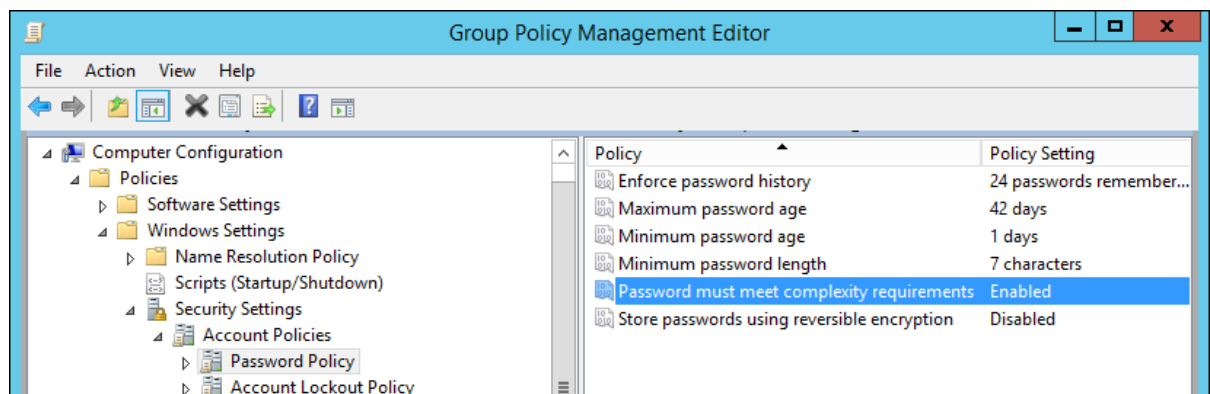 Group Policy Management Editor
File Action View Help
Computer Configuration
Policies
Software Settings
Windows Settings
Name Resolution Policy
Scripts (Startup/Shutdown)
Security Settings
Account Policies
Password Policy
Account Lockout Policy
Policy Policy Setting
Enforce password history 24 passwords remember...
Maximum password age 42 days
Minimum password age 1 days
Minimum password length 7 characters
Password must meet complexity requirements Enabled
Store passwords using reversible encryption Disabled